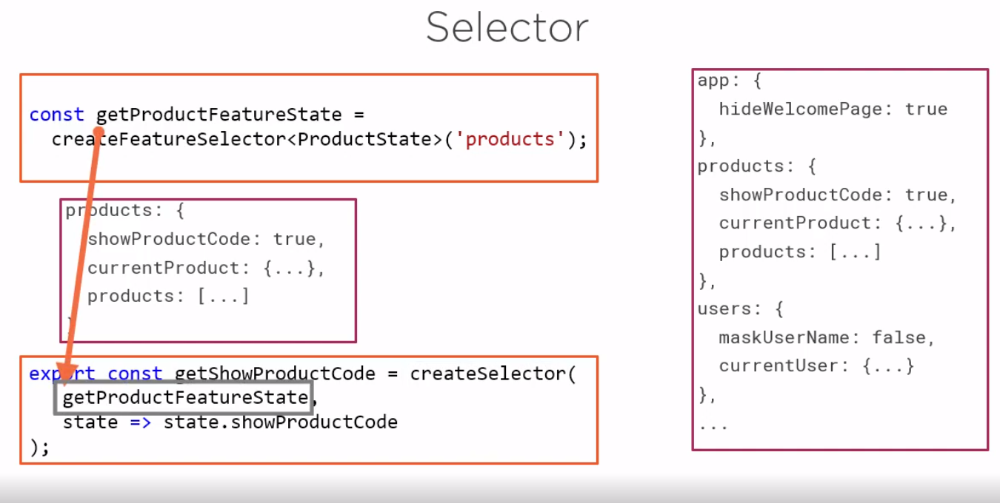 Selector
const getProductFeatureState =
createFeatureSelector<ProductState>('products');
products: {
showProductCode: true,
currentProduct: {...},
products: [...]
}
export const getShowProductCode = createSelector(
getProductFeatureState,
state => state.showProductCode
);
app: {
hideWelcomePage: true
},
products: {
showProductCode: true,
currentProduct: {...},
products: [...]
},
users: {
maskUserName: false,
currentUser: {...}
},
...